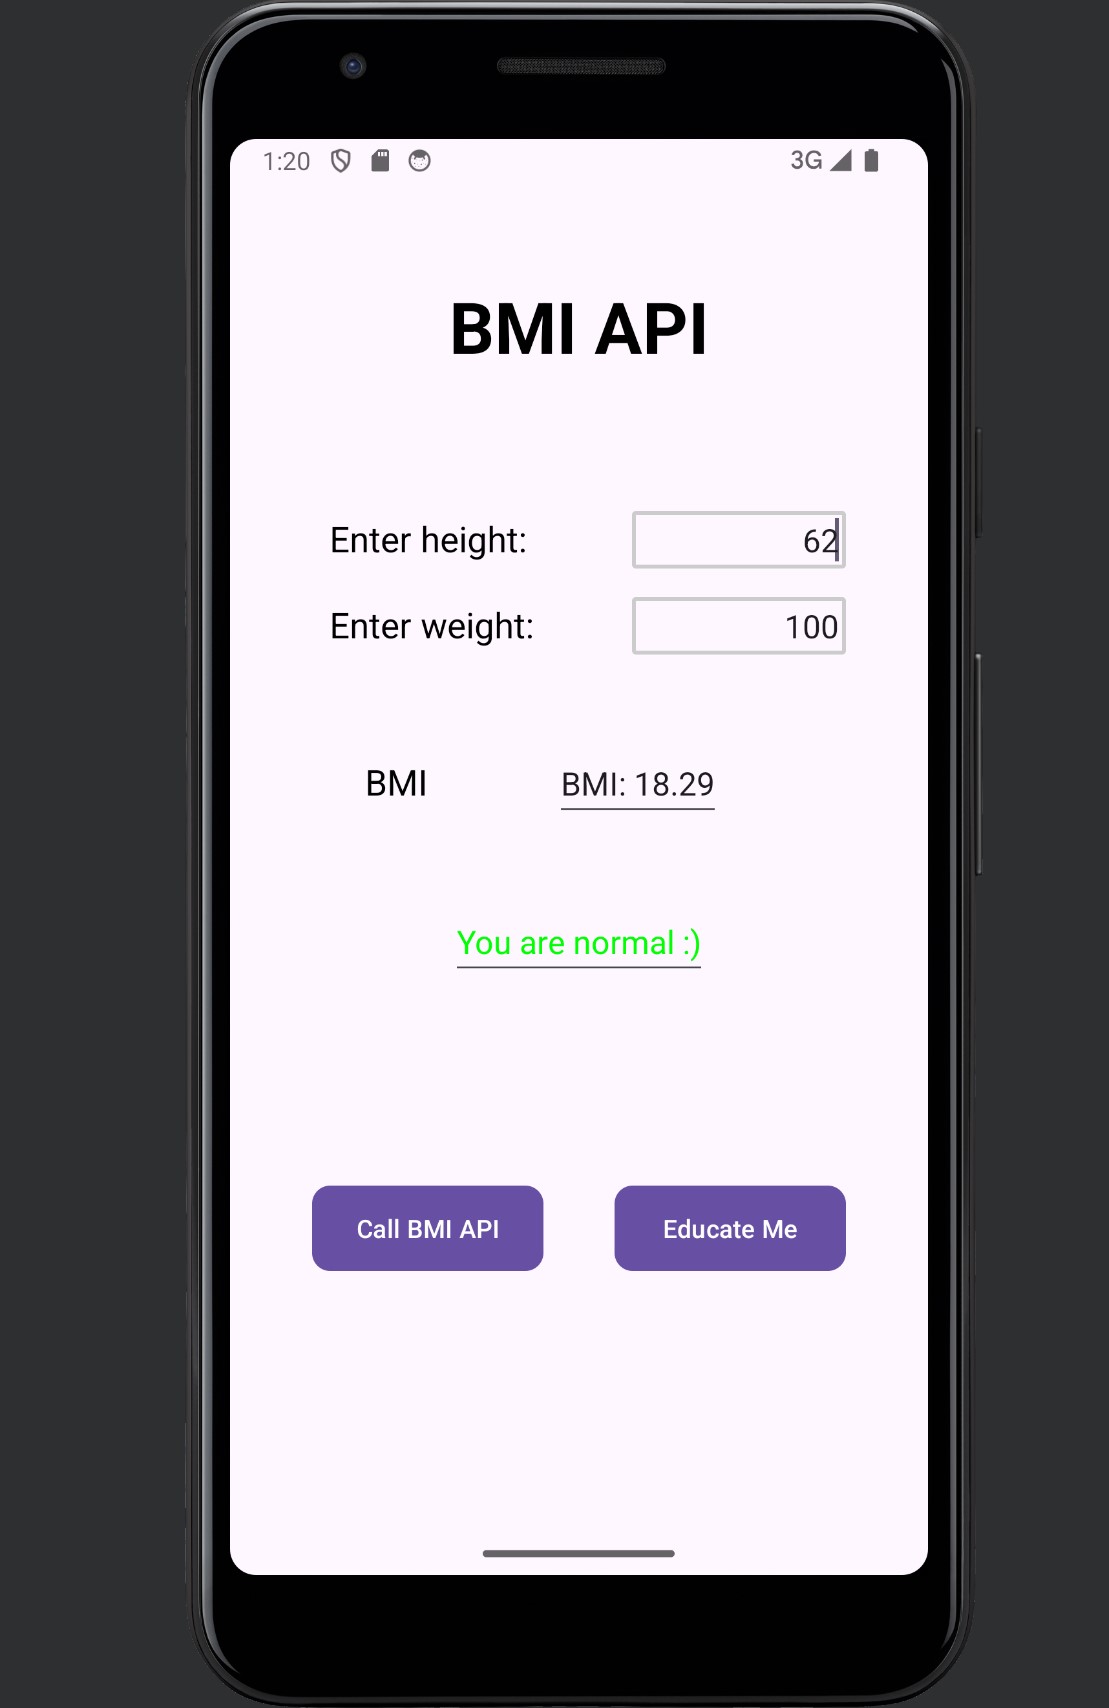 1:20 3G
BMI API
Enter height: 62
Enter weight: 100
BMI BMI: 18.29
You are normal :)
Call BMI API Educate Me